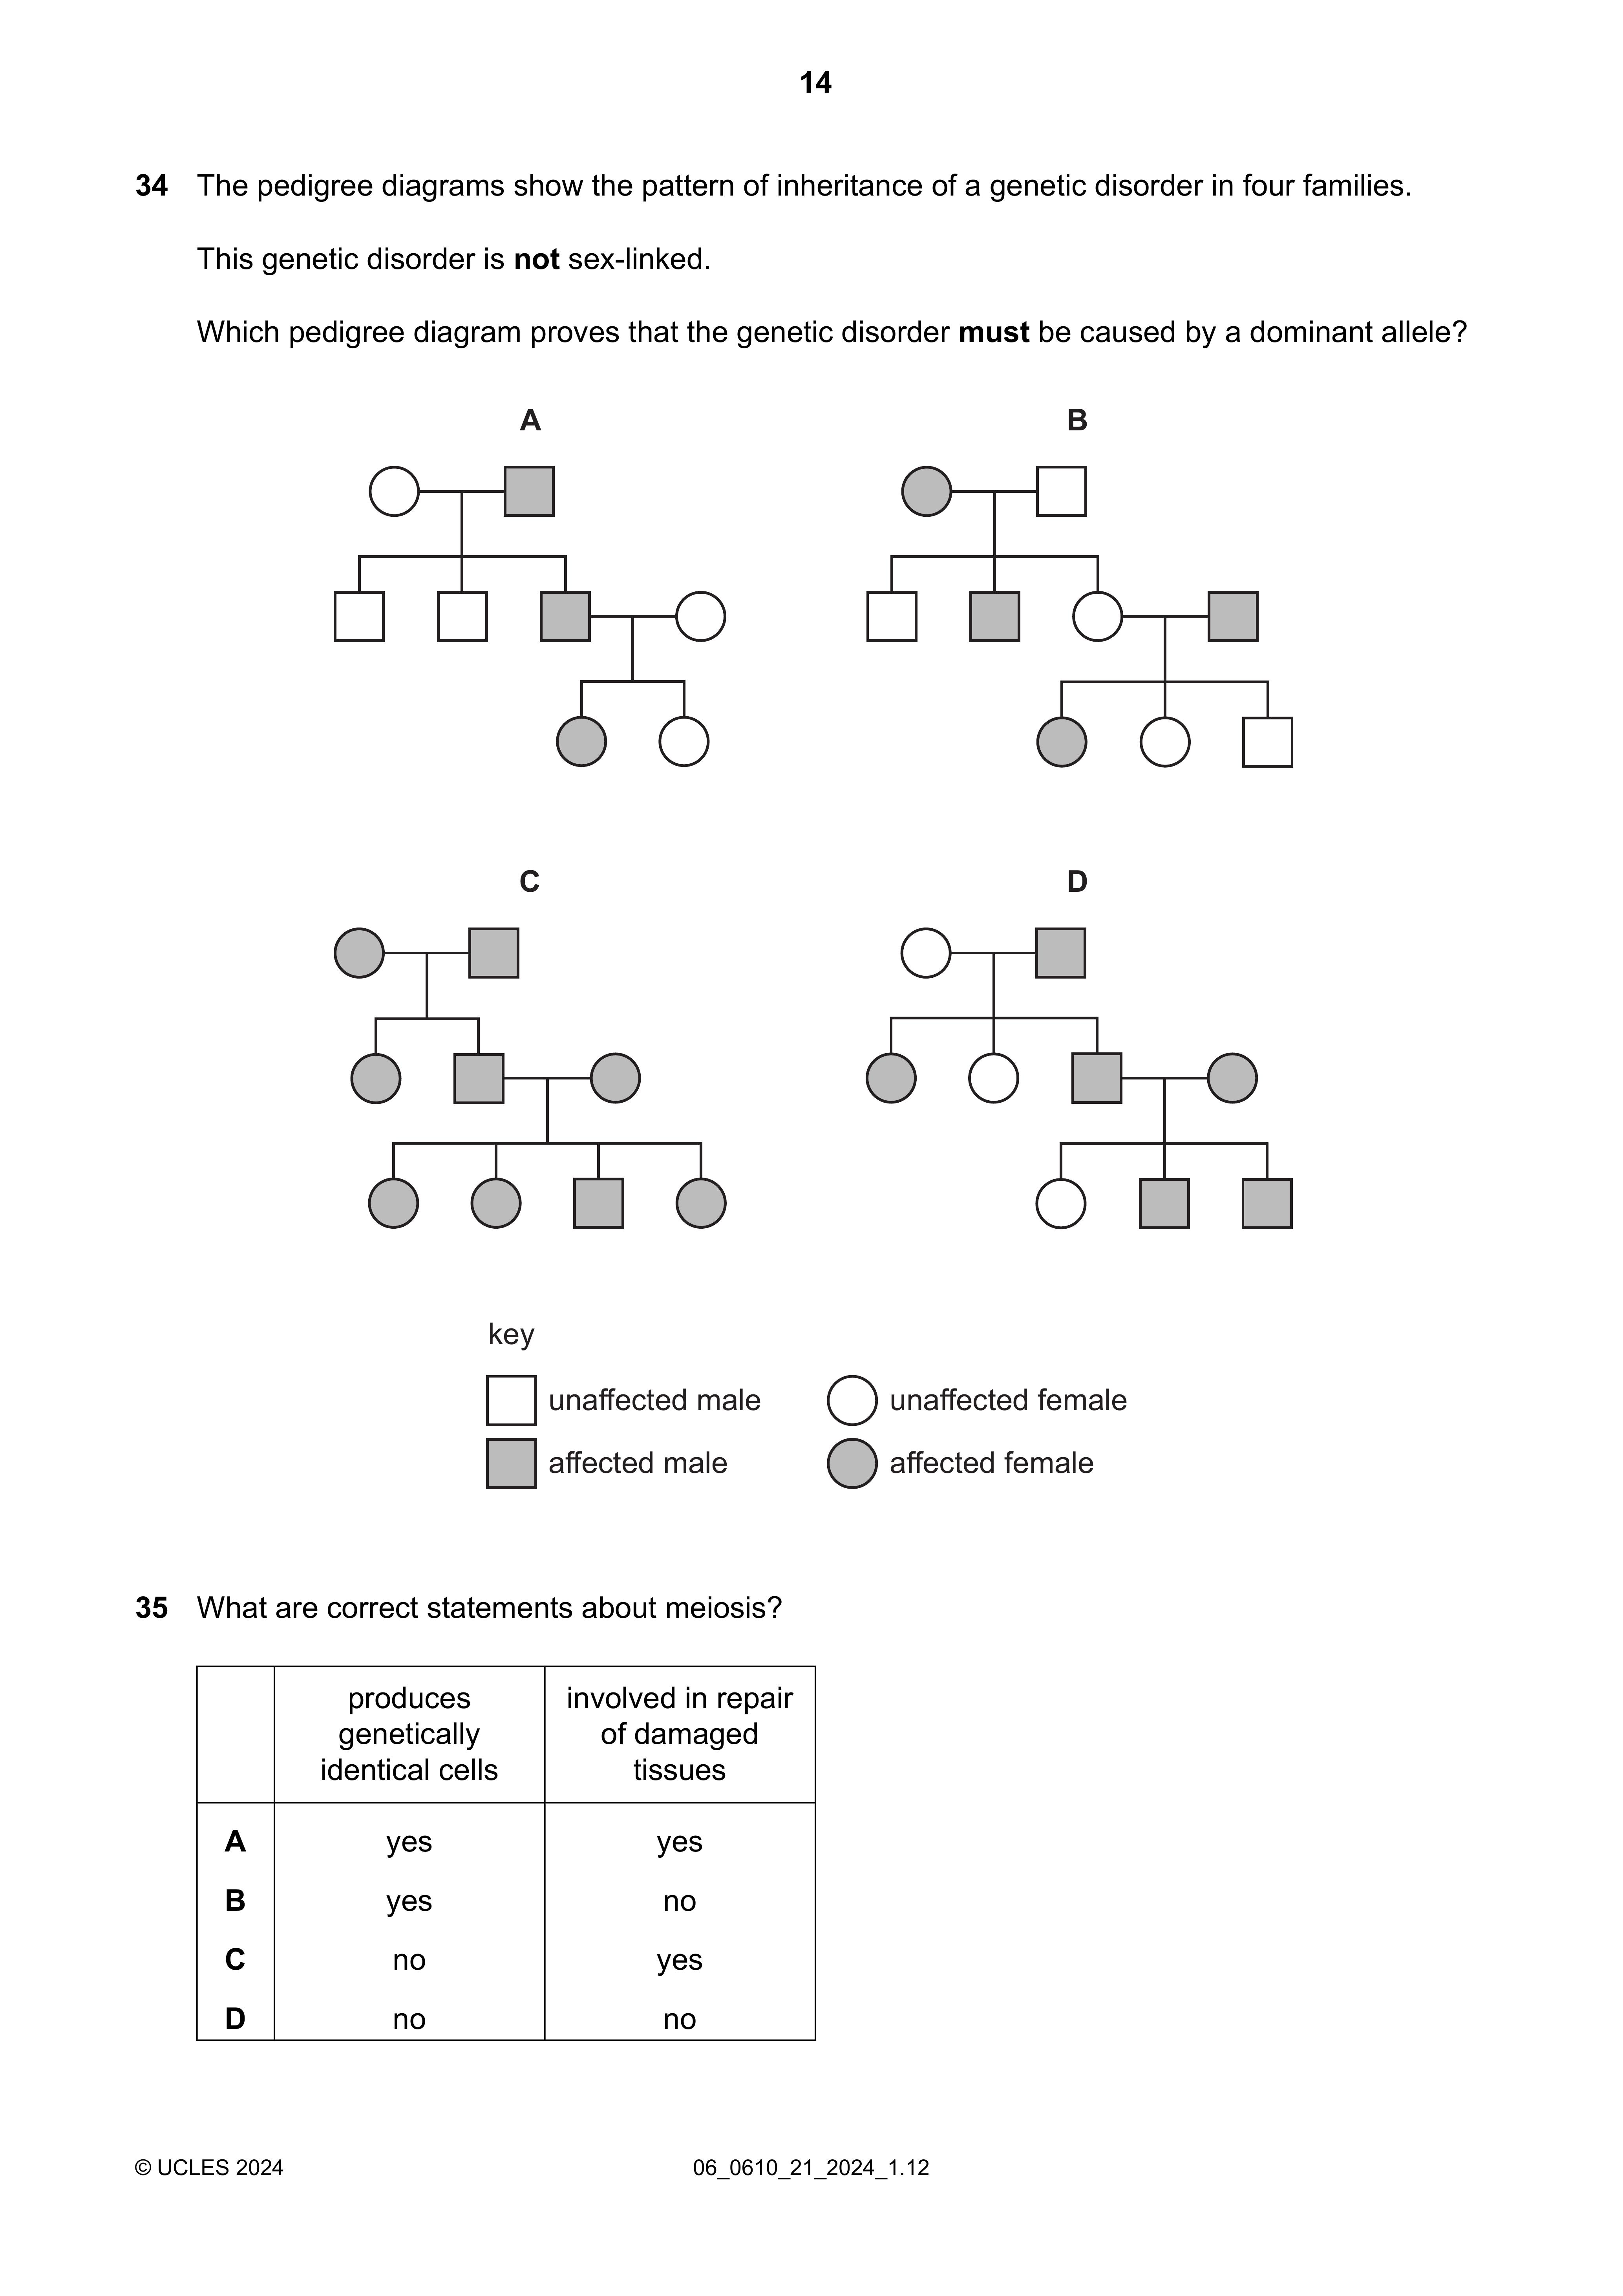 14
34 The pedigree diagrams show the pattern of inheritance of a genetic disorder in four families.
This genetic disorder is not sex-linked.
Which pedigree diagram proves that the genetic disorder must be caused by a dominant allele?
A B
C D
key
unaffected male unaffected female
affected male affected female
35 What are correct statements about meiosis?
produces genetically identical cells involved in repair of damaged tissues
A yes yes
B yes no
C no yes
D no no
© UCLES 2024 06_0610_21_2024_1.12